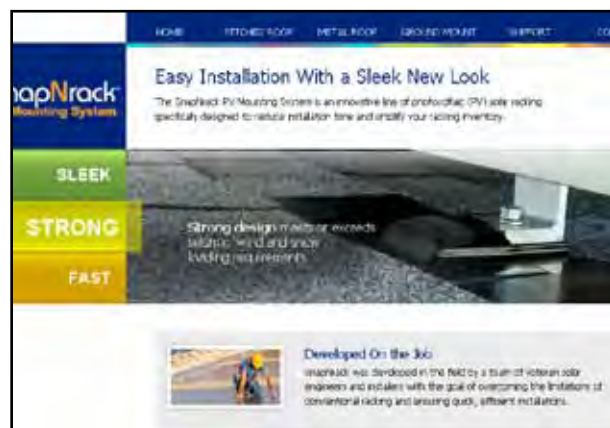 HOME PITCHED ROOF METAL ROOF GROUND MOUNT SUPPORT CO
napNrack
Mounting System
Easy Installation With a Sleek New Look
The SnapNrack PV Mounting System is an innovative line of photovoltaic (PV) solar racking
specifically designed to reduce installation time and simplify your racking inventory.
SLEEK
STRONG
FAST
Strong design meets or exceeds
seismic, wind and snow
loading requirements
Developed On the Job
SnapNrack was developed in the field by a team of veteran solar
engineers and installers with the goal of overcoming the limitations of
conventional racking and ensuring quick, efficient installations.